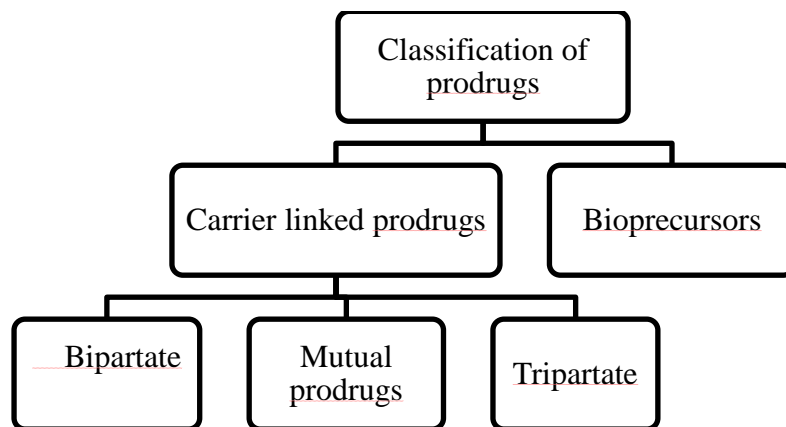 Classification of
prodrugs
Carrier linked prodrugs
Bioprecursors
Bipartate
Mutual
prodrugs
Tripartate